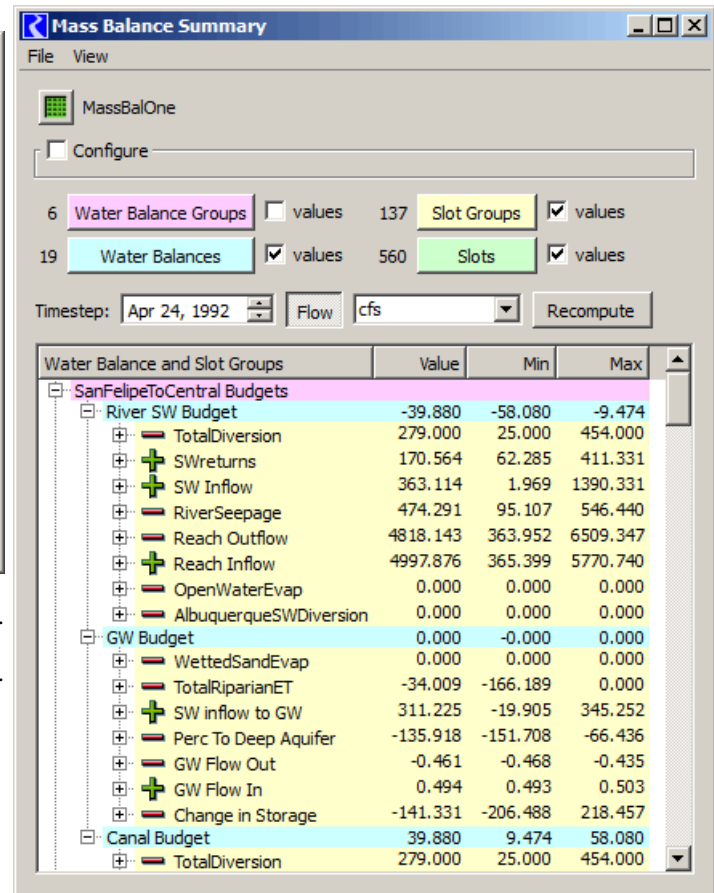 Mass Balance Summary
File View
MassBalOne
Configure
6 Water Balance Groups values 137 Slot Groups values
19 Water Balances values 560 Slots values
Timestep: Apr 24, 1992 Flow cfs Recompute
Water Balance and Slot Groups Value Min Max
SanFelipeToCentral Budgets
River SW Budget -39.880 -58.080 -9.474
TotalDiversion 279.000 25.000 454.000
SWreturns 170.564 62.285 411.331
SW Inflow 363.114 1.969 1390.331
RiverSeepage 474.291 95.107 546.440
Reach Outflow 4818.143 363.952 6509.347
Reach Inflow 4997.876 365.399 5770.740
OpenWaterEvap 0.000 0.000 0.000
AlbuquerqueSWDiversion 0.000 0.000 0.000
GW Budget 0.000 -0.000 0.000
WettedSandEvap 0.000 0.000 0.000
TotalRiparianET -34.009 -166.189 0.000
SW inflow to GW 311.225 -19.905 345.252
Perc To Deep Aquifer -135.918 -151.708 -66.436
GW Flow Out -0.461 -0.468 -0.435
GW Flow In 0.494 0.493 0.503
Change in Storage -141.331 -206.488 218.457
Canal Budget 39.880 9.474 58.080
TotalDiversion 279.000 25.000 454.000